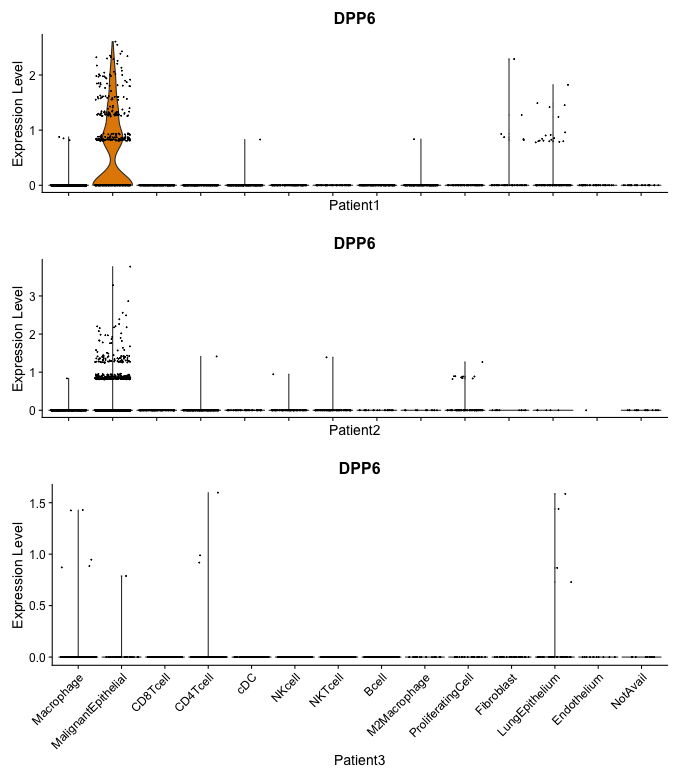 DPP6
Expression Level
2
1
0
Patient1
DPP6
Expression Level
3
2
1
0
Patient2
DPP6
Expression Level
1.5
1.0
0.5
0.0
Macrophage
MalignantEpithelial
CD8Tcell
CD4Tcell
cDC
NKcell
NKTcell
Bcell
M2Macrophage
ProliferatingCell
Fibroblast
LungEpithelium
Endothelium
NotAvail
Patient3